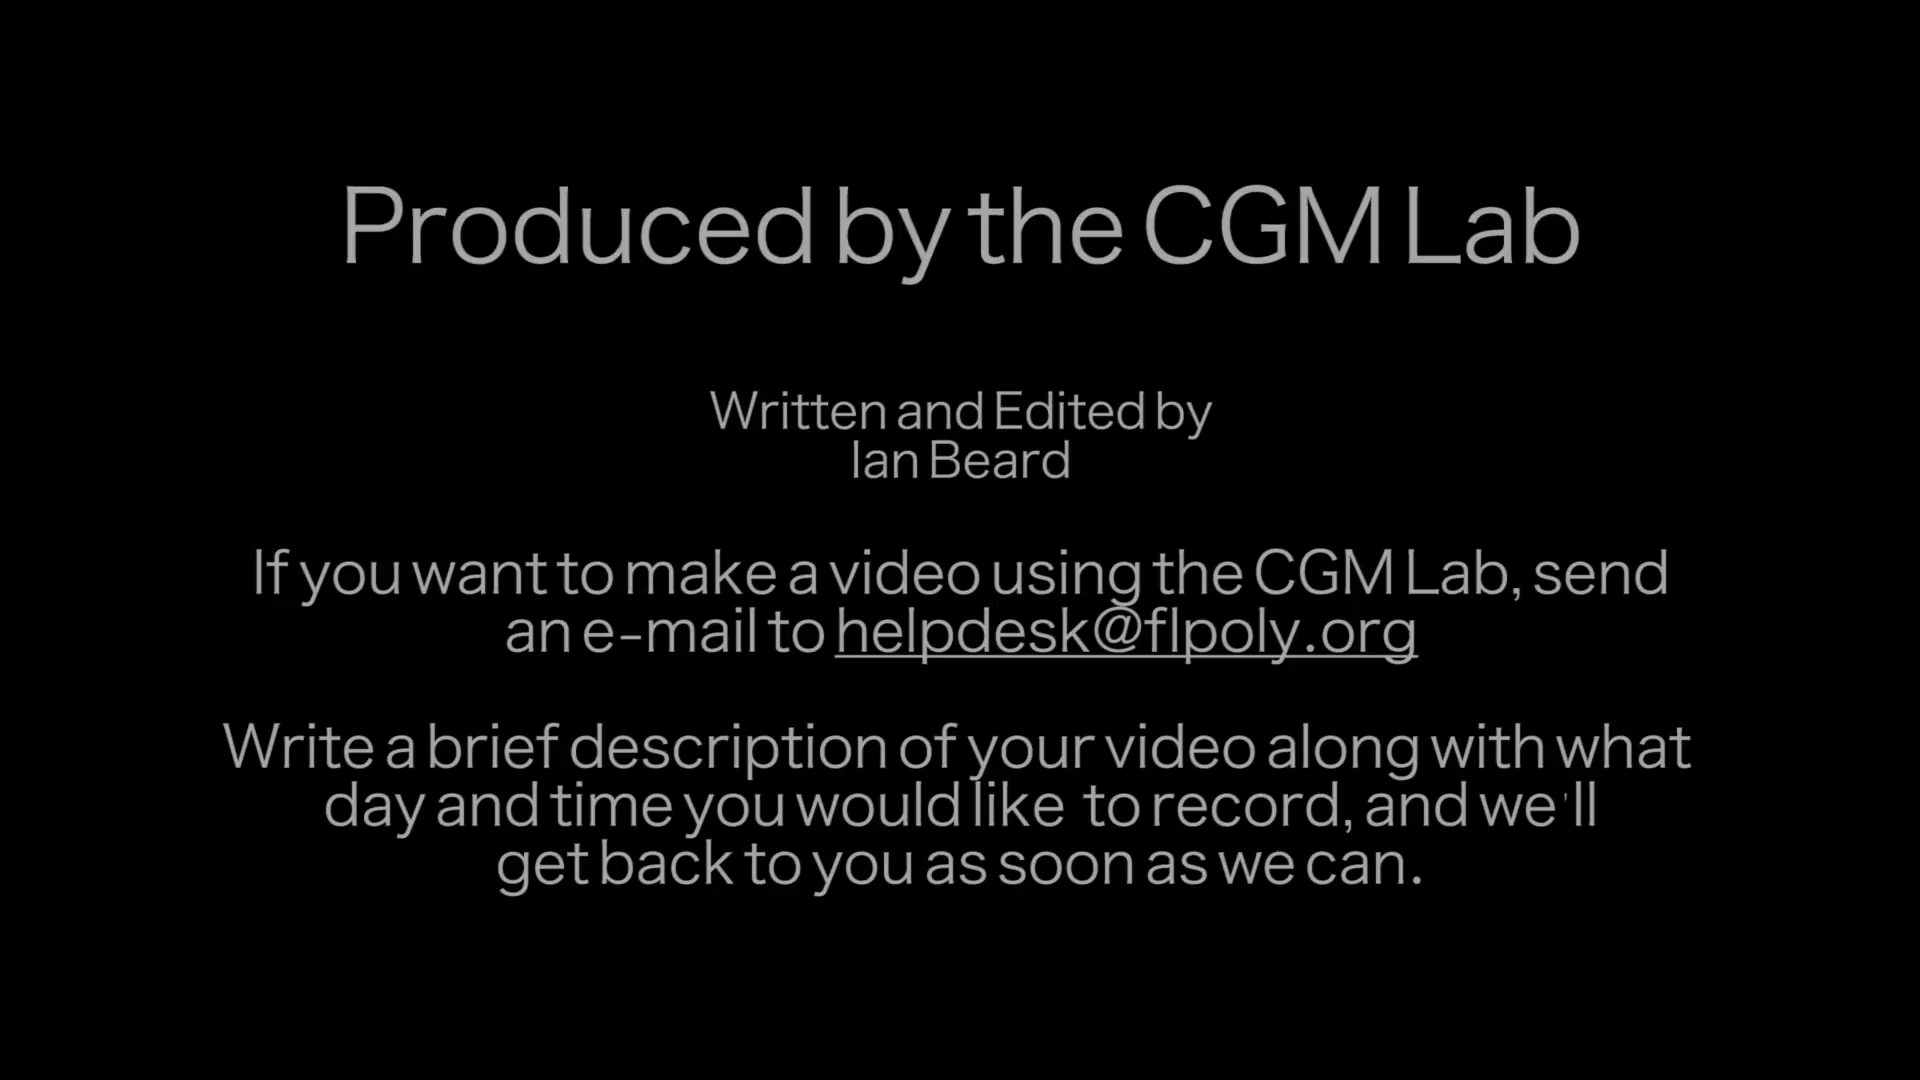 Produced by the CGM Lab
Written and Edited by
Ian Beard
If you want to make a video using the CGM Lab, send
an e-mail to helpdesk@flpoly.org
Write a brief description of your video along with what
day and time you would like to record, and we'll
get back to you as soon as we can.